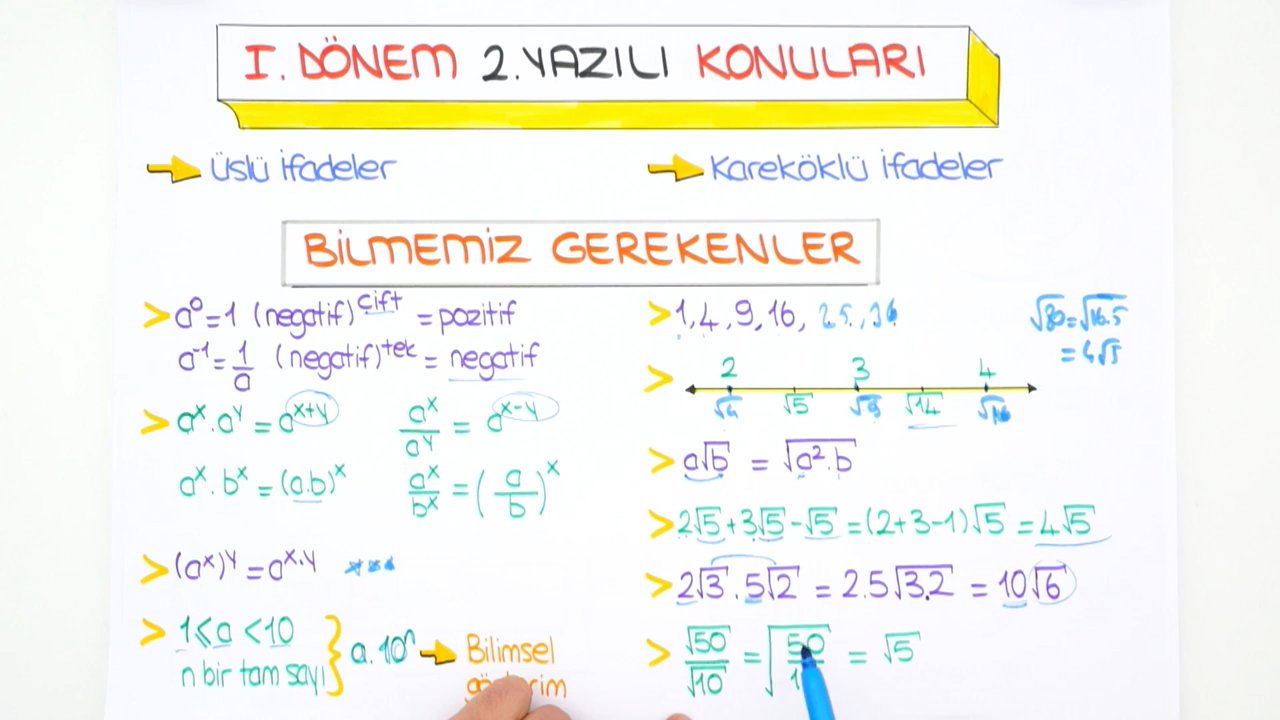 I. DÖNEM 2. YAZILI KONULARI
Üslü İfadeler
Kareköklü İfadeler
BİLMEMİZ GEREKENLER
> a⁰ = 1 (negatif)^çift = pozitif
a⁻¹ = 1/a (negatif)^tek = negatif
> aˣ . aʸ = aˣ⁺ʸ aˣ/aʸ = aˣ⁻ʸ
aˣ . bˣ = (a.b)ˣ aˣ/bˣ = (a/b)ˣ
> (aˣ)ʸ = aˣ·ʸ ***
> 1 ≤ a < 10
n bir tam sayı } a.10ⁿ → Bilimsel
> 1, 4, 9, 16, 25, 36
√80 = √16.5
= 4√5
> 2 3 4
√4 √5 √9 √14 √16
> a√b = √a².b
> 2√5 + 3√5 - √5 = (2+3-1)√5 = 4√5
> 2√3 . 5√2 = 2.5√3.2 = 10√6
> √50/√10 = √50 = √5